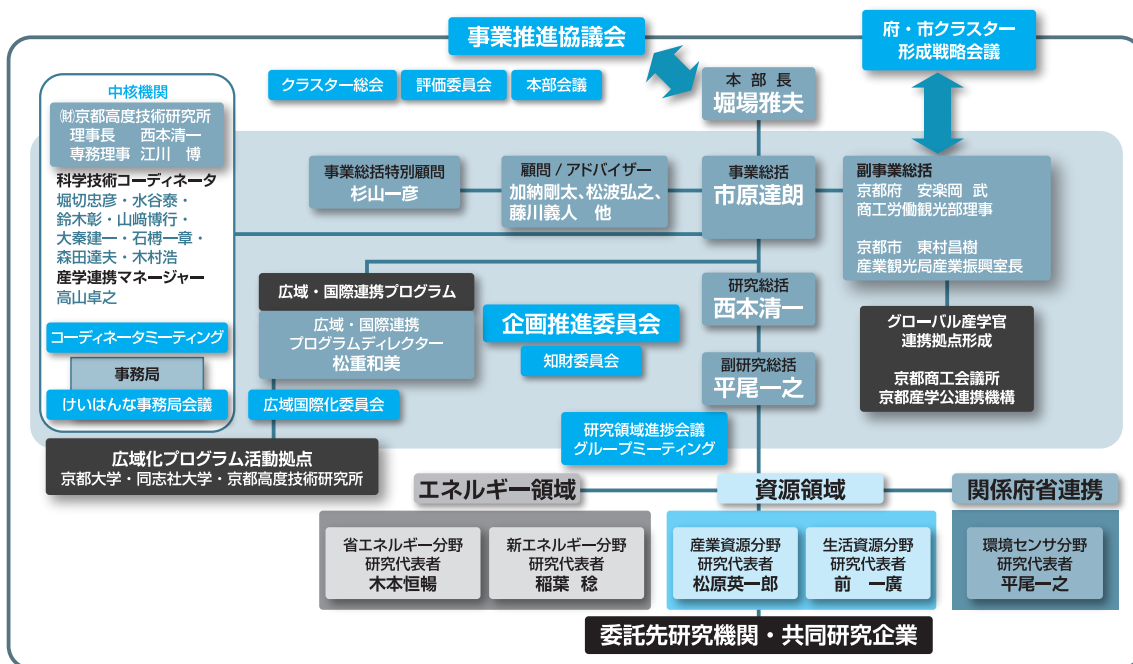 事業推進協議会
府・市クラスター
形成戦略会議
クラスター総会
評価委員会
本部会議
本部長
堀場雅夫
中核機関
㈶京都高度技術研究所
理事長 西本清一
専務理事 江川 博
科学技術コーディネータ
堀切忠彦・水谷泰・
鈴木彰・山﨑博行・
大秦建一・石榑一章・
森田達夫・木村浩
産学連携マネージャー
高山卓之
コーディネータミーティング
事務局
けいはんな事務局会議
事業総括特別顧問
杉山一彦
顧問 / アドバイザー
加納剛太、松波弘之、
藤川義人 他
事業総括
市原達朗
副事業総括
京都府 安楽岡 武
商工労働観光部理事
京都市 東村昌樹
産業観光局産業振興室長
広域・国際連携プログラム
広域・国際連携
プログラムディレクター
松重和美
広域国際化委員会
企画推進委員会
知財委員会
研究総括
西本清一
副研究総括
平尾一之
グローバル産学官
連携拠点形成
京都商工会議所
京都産学公連携機構
研究領域進捗会議
グループミーティング
広域化プログラム活動拠点
京都大学・同志社大学・京都高度技術研究所
エネルギー領域
資源領域
関係府省連携
省エネルギー分野
研究代表者
木本恒暢
新エネルギー分野
研究代表者
稲葉 稔
産業資源分野
研究代表者
松原英一郎
生活資源分野
研究代表者
前 一廣
環境センサ分野
研究代表者
平尾一之
委託先研究機関・共同研究企業